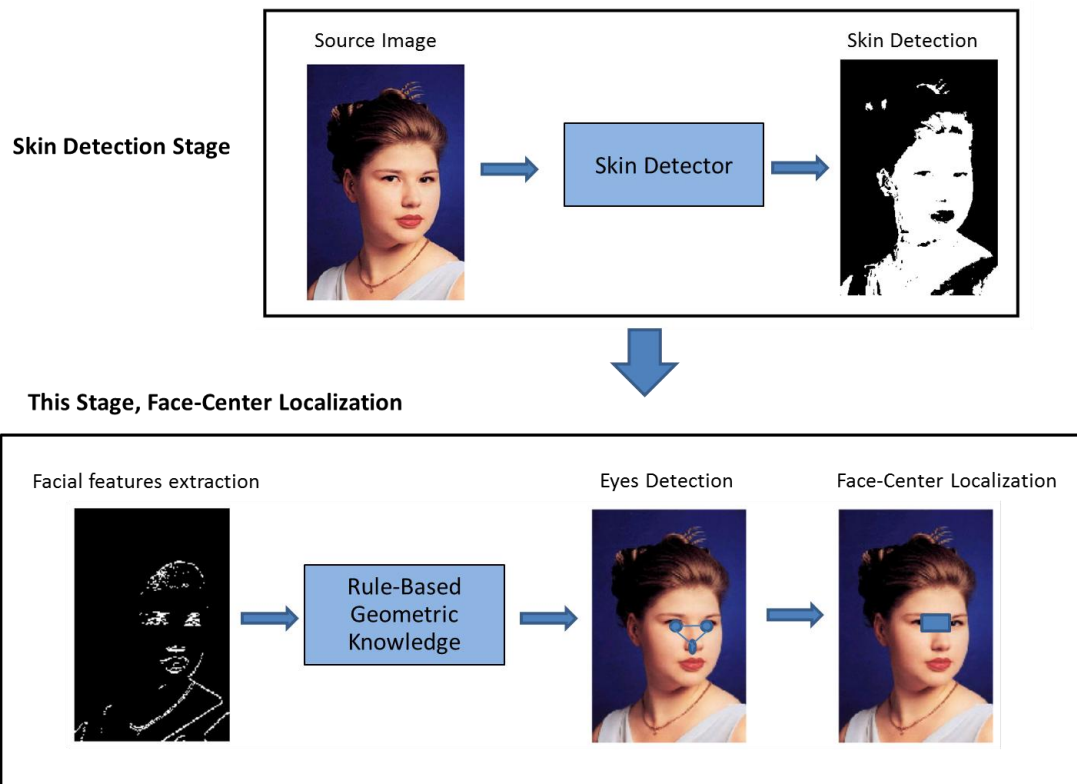 Source Image
Skin Detection
Skin Detection Stage
Skin Detector
This Stage, Face-Center Localization
Facial features extraction
Eyes Detection
Face-Center Localization
Rule-Based
Geometric
Knowledge